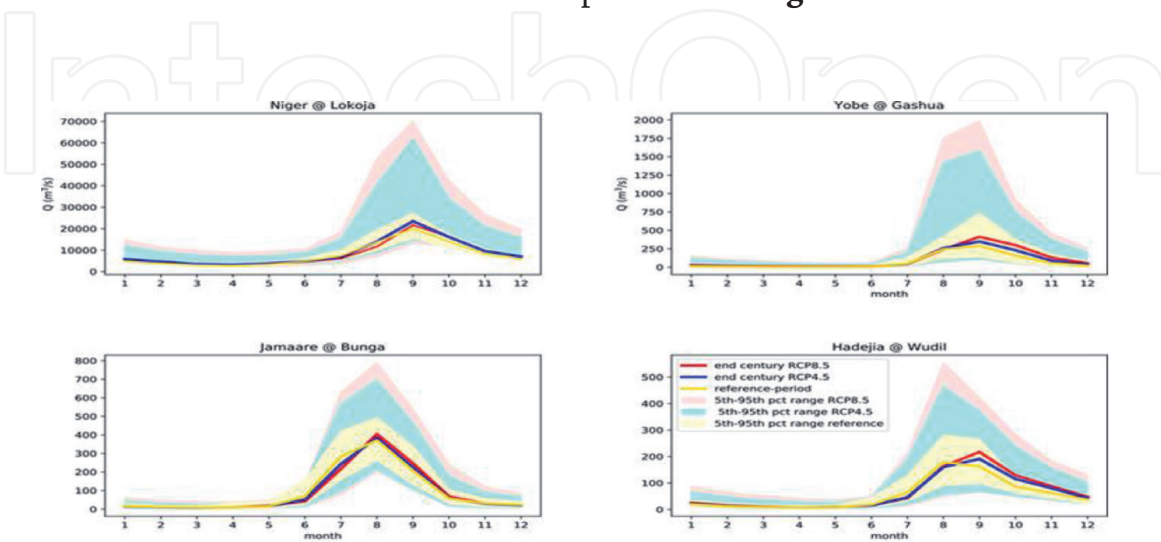 IntechOpen
Niger @ Lokoja
70000
60000
50000
40000
30000
20000
10000
0
Q (m³/s)
1 2 3 4 5 6 7 8 9 10 11 12
Yobe @ Gashua
2000
1750
1500
1250
1000
750
500
250
0
Q (m³/s)
1 2 3 4 5 6 7 8 9 10 11 12
month
Jamaare @ Bunga
800
700
600
500
400
300
200
100
0
1 2 3 4 5 6 7 8 9 10 11 12
month
Hadejia @ Wudil
500
400
300
200
100
0
end century RCP8.5
end century RCP4.5
reference-period
5th-95th pct range RCP8.5
5th-95th pct range RCP4.5
5th-95th pct range reference
1 2 3 4 5 6 7 8 9 10 11 12
month